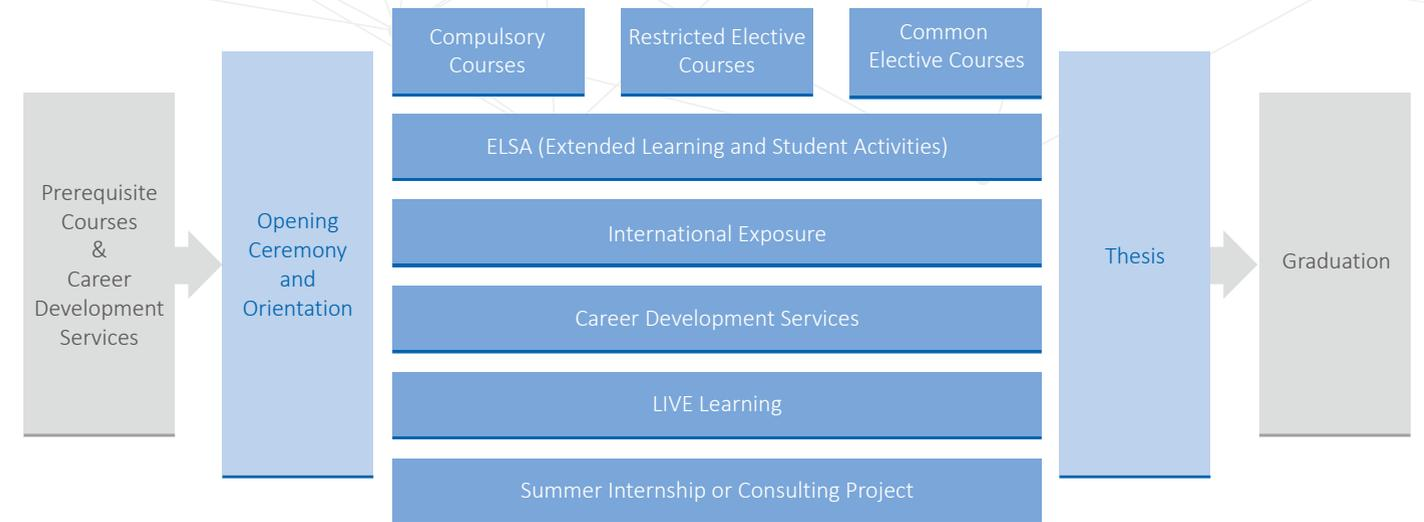 Prerequisite
Courses
&
Career
Development
Services
Opening
Ceremony
and
Orientation
Compulsory
Courses
Restricted Elective
Courses
Common
Elective Courses
ELSA (Extended Learning and Student Activities)
International Exposure
Career Development Services
LIVE Learning
Summer Internship or Consulting Project
Thesis
Graduation